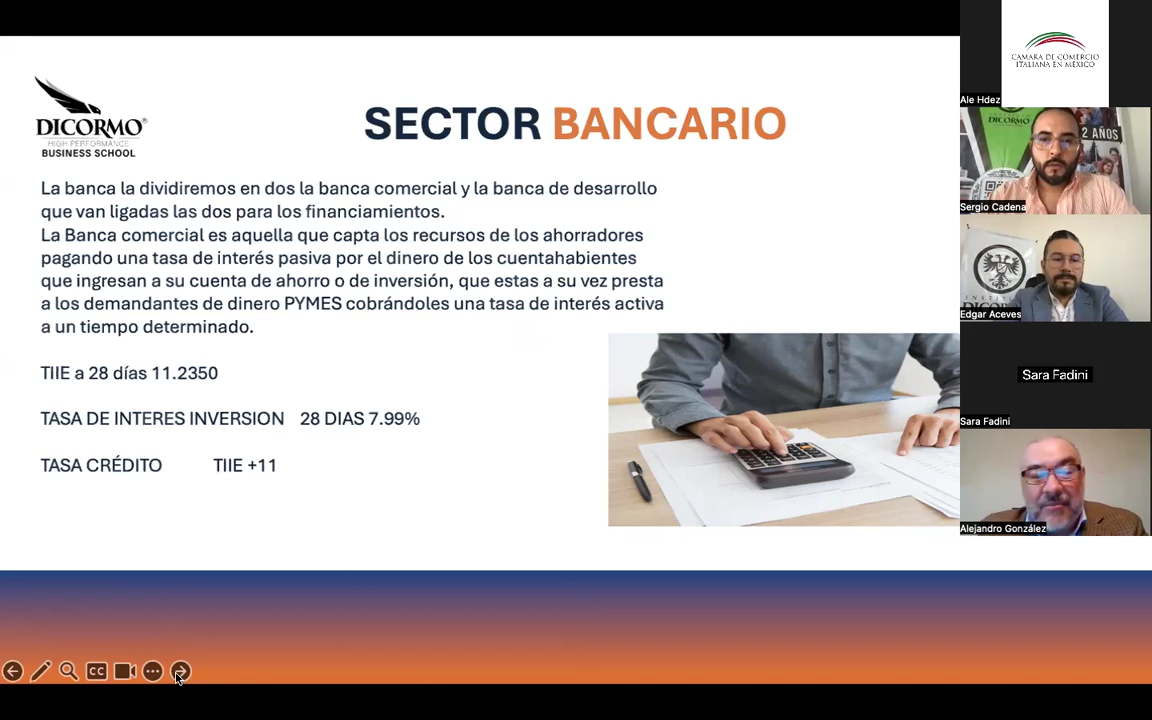 DICORMO®
HIGH PERFORMANCE
BUSINESS SCHOOL
SECTOR BANCARIO
La banca la dividiremos en dos la banca comercial y la banca de desarrollo
que van ligadas las dos para los financiamientos.
La Banca comercial es aquella que capta los recursos de los ahorradores
pagando una tasa de interés pasiva por el dinero de los cuentahabientes
que ingresan a su cuenta de ahorro o de inversión, que estas a su vez presta
a los demandantes de dinero PYMES cobrándoles una tasa de interés activa
a un tiempo determinado.
TIIE a 28 días 11.2350
TASA DE INTERES INVERSION 28 DIAS 7.99%
TASA CRÉDITO TIIE +11
CC
CAMARA DE COMERCIO
ITALIANA EN MÉXICO
Ale Hdez
DICORMO
2 AÑOS
Sergio Cadena
Edgar Aceves
Sara Fadini
Sara Fadini
Alejandro González